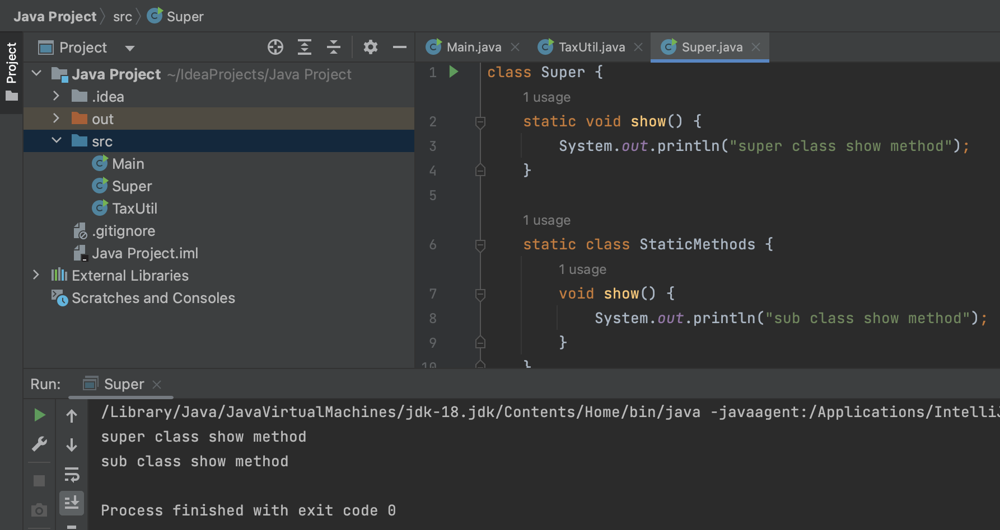 Java Project src Super
Project
Project
Main.java TaxUtil.java Super.java
Java Project ~/IdeaProjects/Java Project
.idea
out
src
Main
Super
TaxUtil
.gitignore
Java Project.iml
External Libraries
Scratches and Consoles
1 class Super {
1 usage
2 static void show() {
3 System.out.println("super class show method");
4 }
5
1 usage
6 static class StaticMethods {
1 usage
7 void show() {
8 System.out.println("sub class show method");
9 }
10 }
Run: Super
/Library/Java/JavaVirtualMachines/jdk-18.jdk/Contents/Home/bin/java -javaagent:/Applications/IntelliJ
super class show method
sub class show method
Process finished with exit code 0